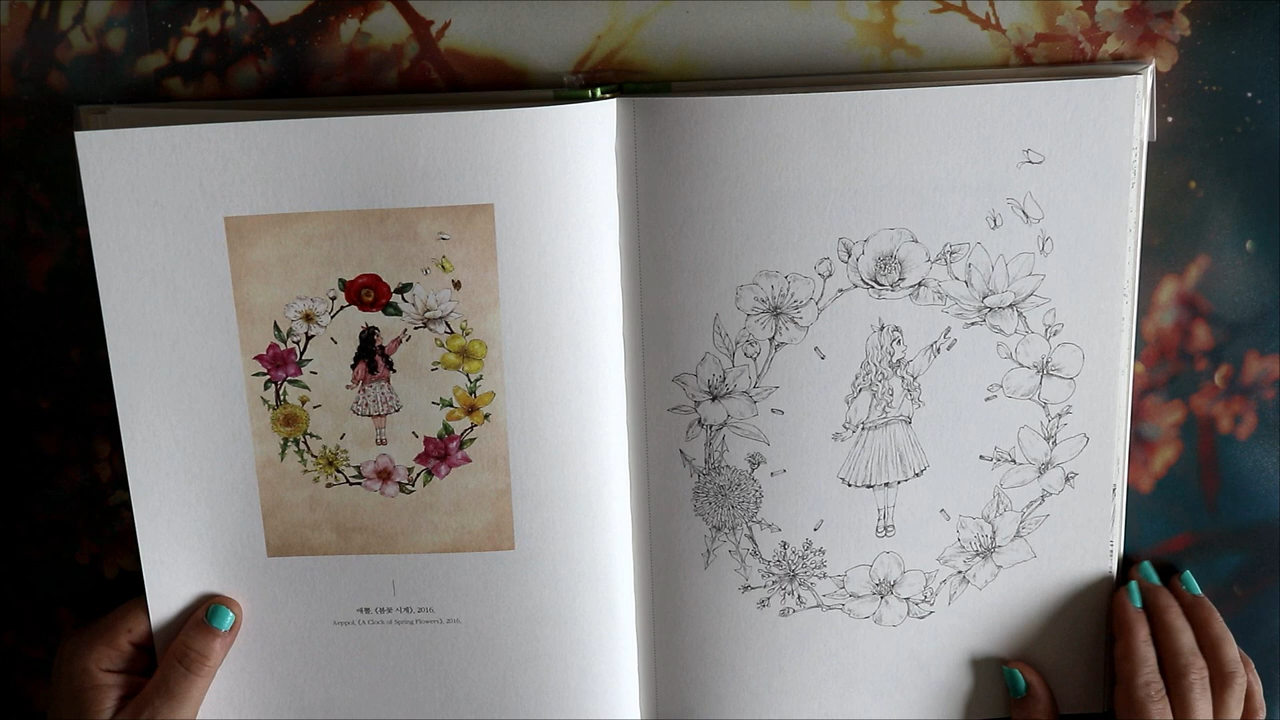 애뽈, 〈봄꽃 시계〉, 2016.
Aeppol, 〈A Clock of Spring Flowers〉, 2016.